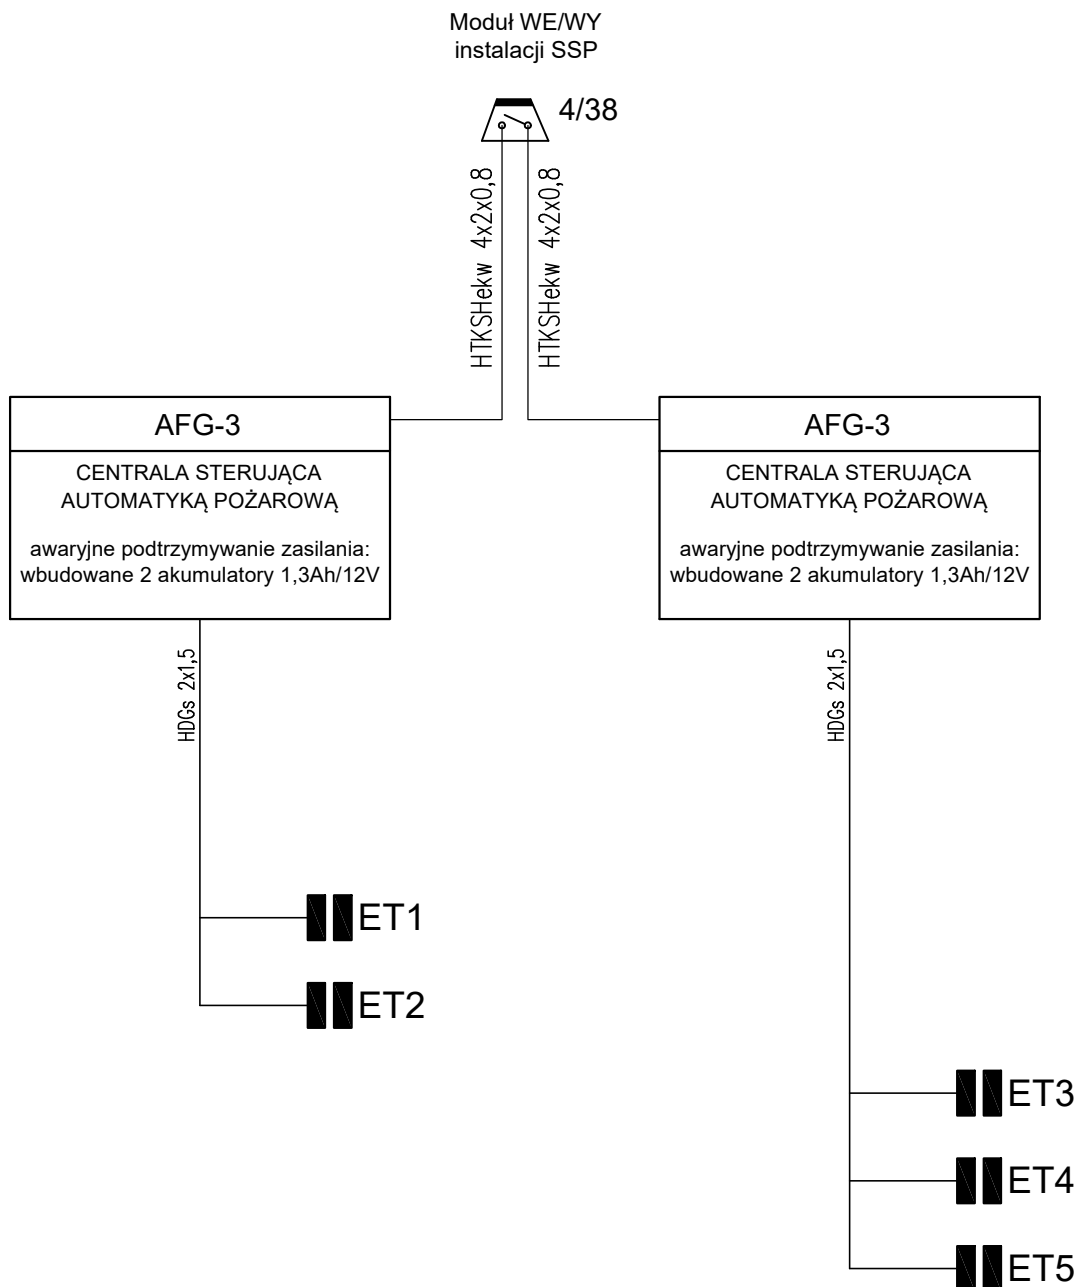 Moduł WE/WY
instalacji SSP
4/38
HTKSHekw 4x2x0,8
HTKSHekw 4x2x0,8
AFG-3
CENTRALA STERUJĄCA
AUTOMATYKĄ POŻAROWĄ
awaryjne podtrzymywanie zasilania:
wbudowane 2 akumulatory 1,3Ah/12V
AFG-3
CENTRALA STERUJĄCA
AUTOMATYKĄ POŻAROWĄ
awaryjne podtrzymywanie zasilania:
wbudowane 2 akumulatory 1,3Ah/12V
HDGs 2x1,5
HDGs 2x1,5
ET1
ET2
ET3
ET4
ET5